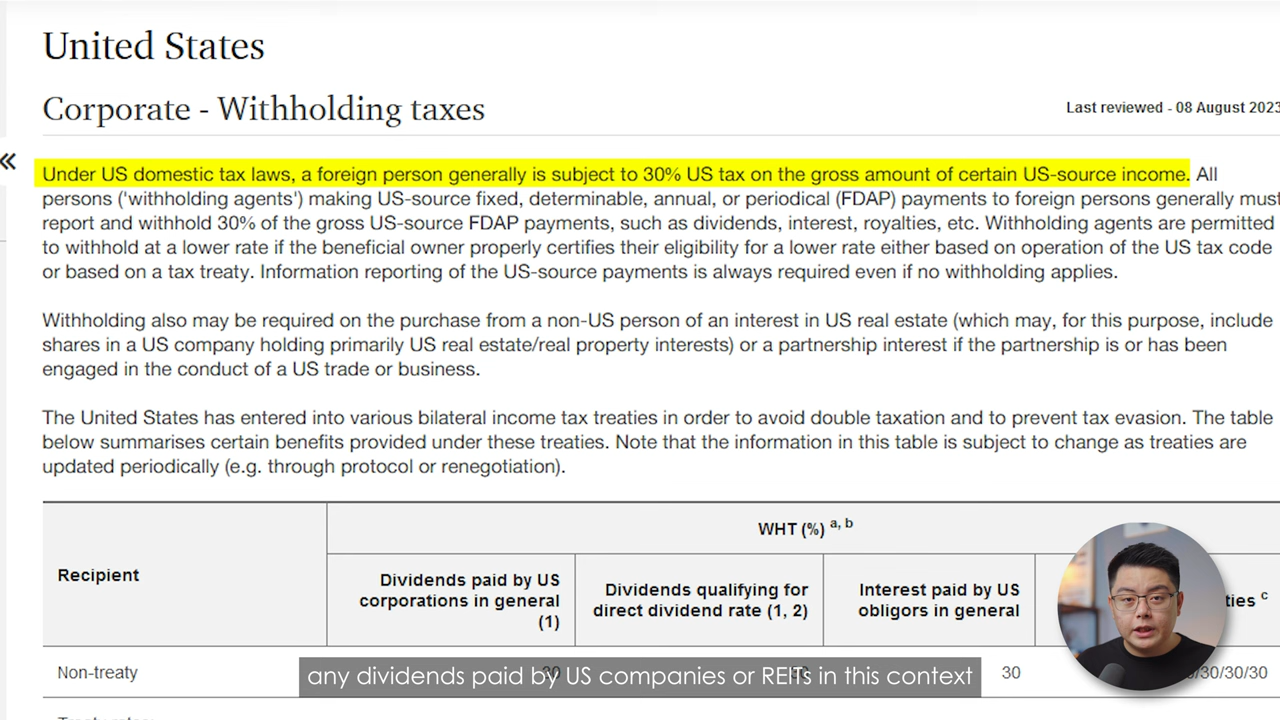 United States
Corporate - Withholding taxes
Last reviewed - 08 August 2023
Under US domestic tax laws, a foreign person generally is subject to 30% US tax on the gross amount of certain US-source income. All
persons ('withholding agents') making US-source fixed, determinable, annual, or periodical (FDAP) payments to foreign persons generally must
report and withhold 30% of the gross US-source FDAP payments, such as dividends, interest, royalties, etc. Withholding agents are permitted
to withhold at a lower rate if the beneficial owner properly certifies their eligibility for a lower rate either based on operation of the US tax code
or based on a tax treaty. Information reporting of the US-source payments is always required even if no withholding applies.
Withholding also may be required on the purchase from a non-US person of an interest in US real estate (which may, for this purpose, include
shares in a US company holding primarily US real estate/real property interests) or a partnership interest if the partnership is or has been
engaged in the conduct of a US trade or business.
The United States has entered into various bilateral income tax treaties in order to avoid double taxation and to prevent tax evasion. The table
below summarises certain benefits provided under these treaties. Note that the information in this table is subject to change as treaties are
updated periodically (e.g. through protocol or renegotiation).
Recipient
WHT (%) a, b
Dividends paid by US
corporations in general
(1)
Dividends qualifying for
direct dividend rate (1, 2)
Interest paid by US
obligors in general
ties c
Non-treaty
30
/30/30/30
any dividends paid by US companies or REITs in this context